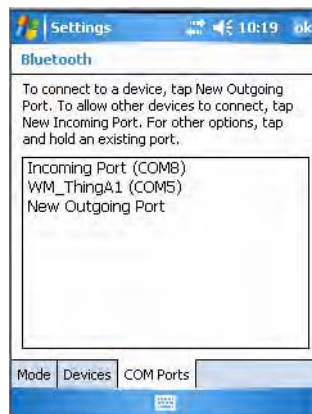 Settings 10:19 ok
Bluetooth
To connect to a device, tap New Outgoing
Port. To allow other devices to connect, tap
New Incoming Port. For other options, tap
and hold an existing port.
Incoming Port (COM8)
WM_ThingA1 (COM5)
New Outgoing Port
Mode Devices COM Ports